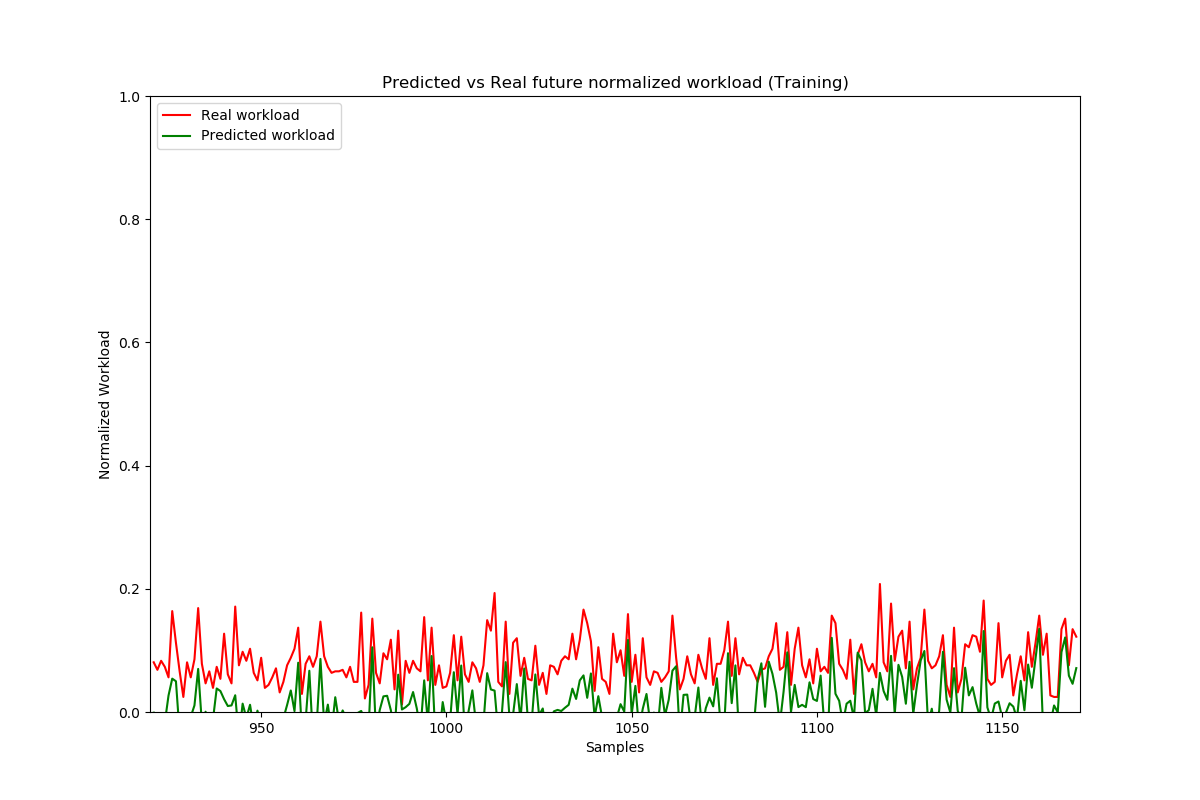 Predicted vs Real future normalized workload (Training)
1.0
Real workload
Predicted workload
0.8
0.6
Normalized Workload
0.4
0.2
0.0
950
1000
1050
1100
1150
Samples